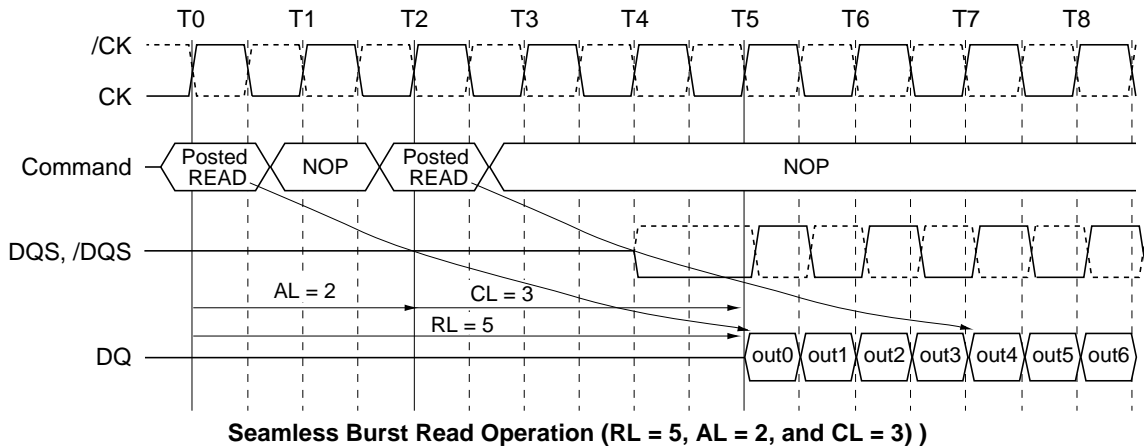 T0 T1 T2 T3 T4 T5 T6 T7 T8
/CK
CK
Command
Posted
READ
NOP
Posted
READ
NOP
DQS, /DQS
AL = 2
CL = 3
RL = 5
DQ
out0 out1 out2 out3 out4 out5 out6
Seamless Burst Read Operation (RL = 5, AL = 2, and CL = 3) )